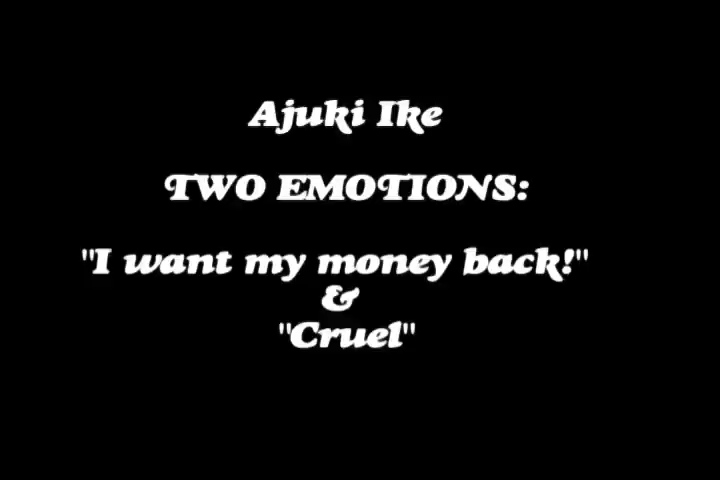 Ajuki Ike
TWO EMOTIONS:
"I want my money back!"
&
"Cruel"